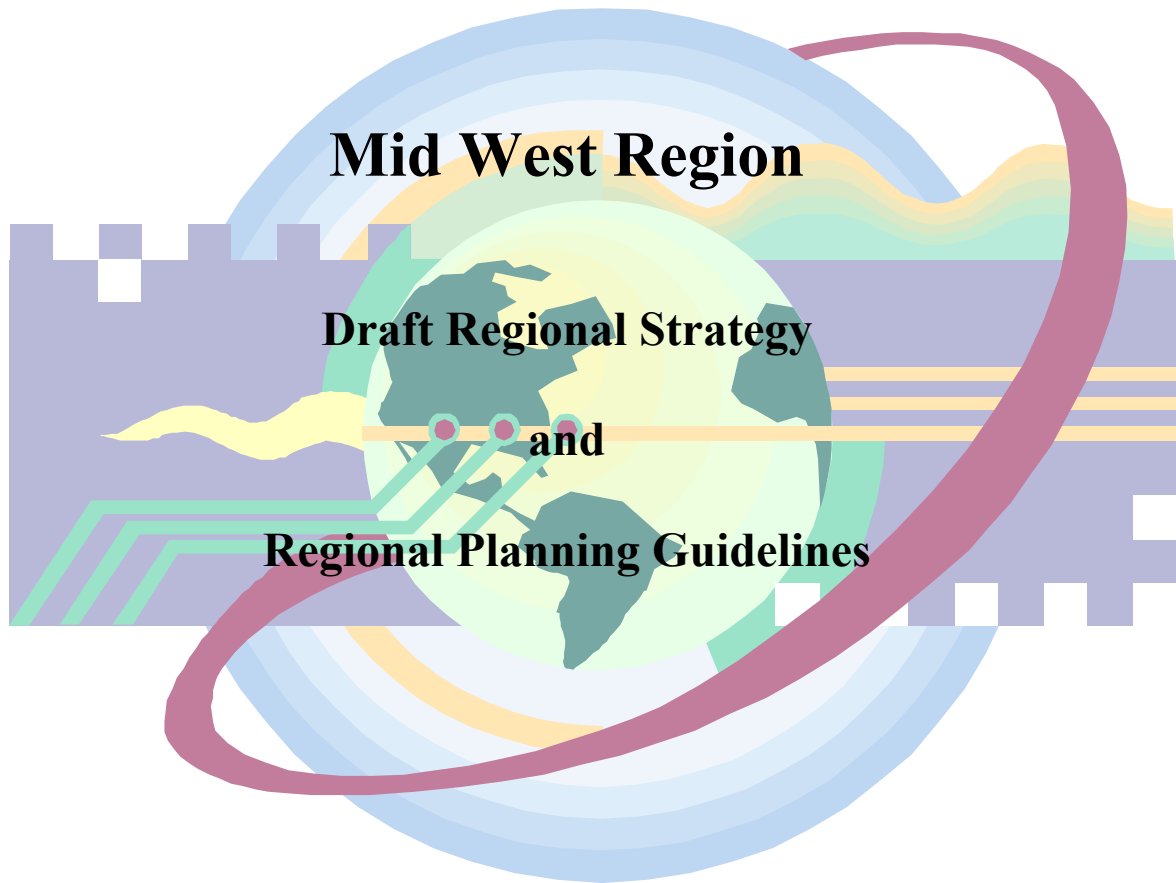 Mid West Region
Draft Regional Strategy
and
Regional Planning Guidelines